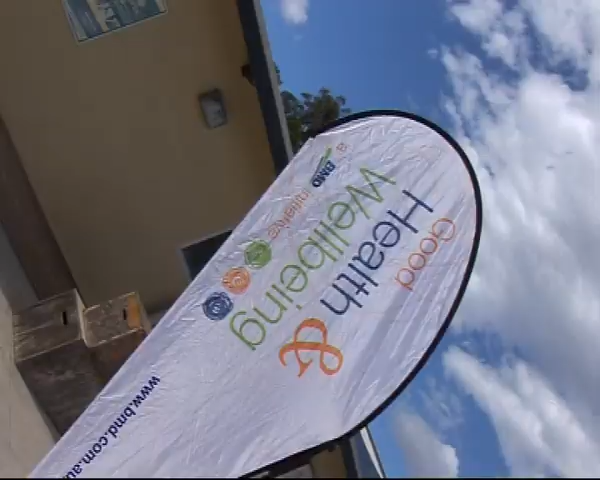 Good
Health &
Wellbeing
a BMD initiative
www.bmd.com.au